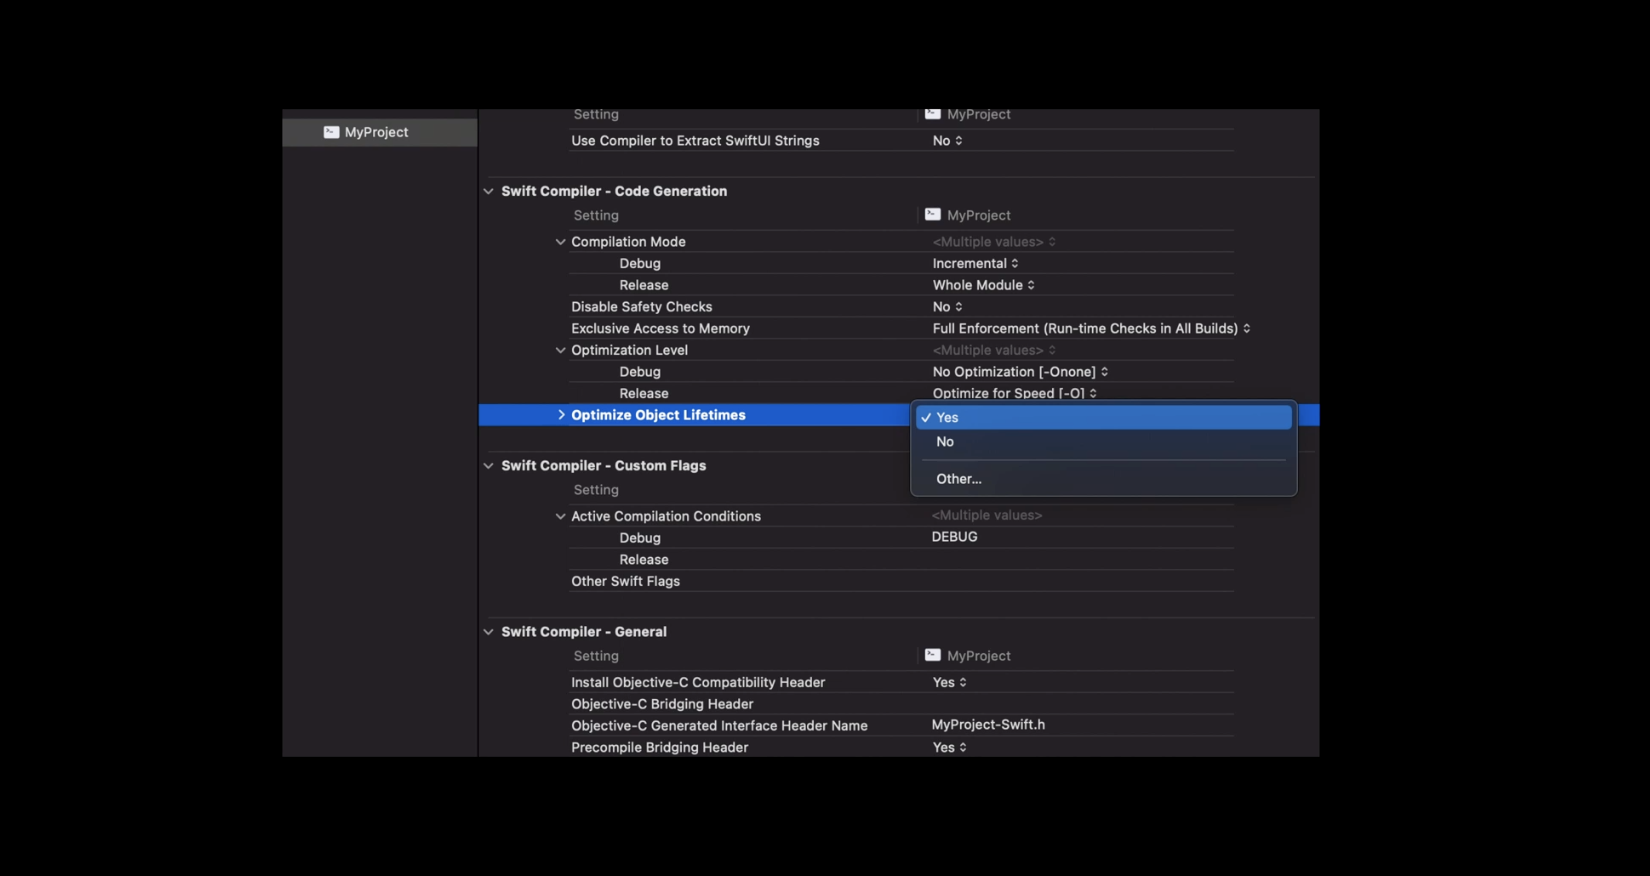 MyProject
Setting MyProject
Use Compiler to Extract SwiftUI Strings No
Swift Compiler - Code Generation
Setting MyProject
Compilation Mode <Multiple values>
Debug Incremental
Release Whole Module
Disable Safety Checks No
Exclusive Access to Memory Full Enforcement (Run-time Checks in All Builds)
Optimization Level <Multiple values>
Debug No Optimization [-Onone]
Release Optimize for Speed [-O]
Optimize Object Lifetimes Yes
No
Other...
Swift Compiler - Custom Flags
Setting
Active Compilation Conditions <Multiple values>
Debug DEBUG
Release
Other Swift Flags
Swift Compiler - General
Setting MyProject
Install Objective-C Compatibility Header Yes
Objective-C Bridging Header
Objective-C Generated Interface Header Name MyProject-Swift.h
Precompile Bridging Header Yes